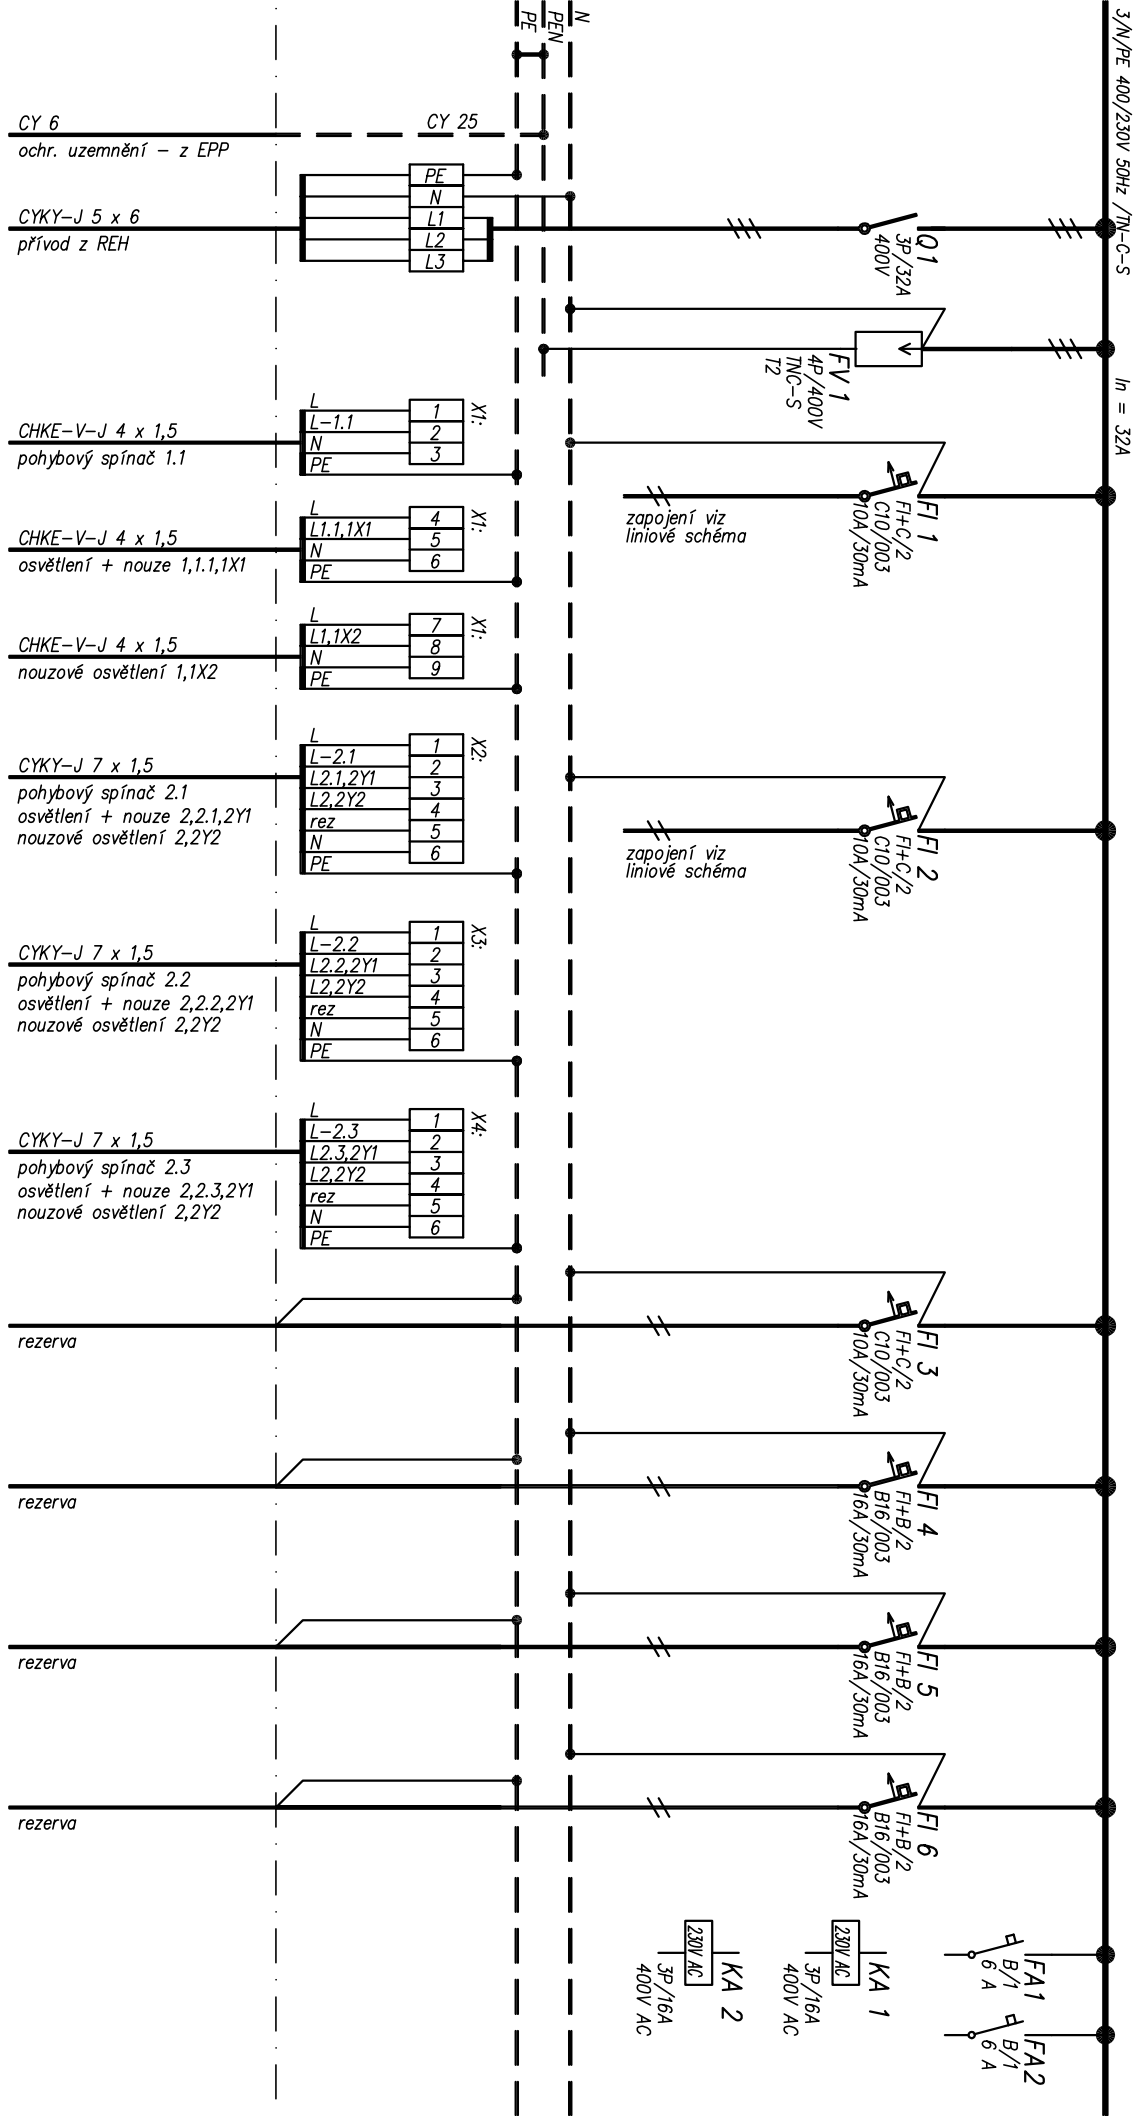 3/N/PE 400/230V 50Hz /TN-C-S
In = 32A
N
PEN
PE
CY 6
CY 25
ochr. uzemnění – z EPP
PE
N
L1
L2
L3
CYKY-J 5 x 6
přívod z REH
Q1
3P/32A
400V
FV 1
4P/400V
TNC-S
T2
X1:
L
1
L-1.1
2
N
3
PE
CHKE-V-J 4 x 1,5
pohybový spínač 1.1
FI 1
FI+C/2
C10/003
10A/30mA
zapojení viz
liniové schéma
X1:
L
4
L1.1,1X1
5
N
6
PE
CHKE-V-J 4 x 1,5
osvětlení + nouze 1,1.1,1X1
X1:
L
7
L1,1X2
8
N
9
PE
CHKE-V-J 4 x 1,5
nouzové osvětlení 1,1X2
X2:
L
1
L-2.1
2
L2.1,2Y1
3
L2,2Y2
4
rez
5
N
6
PE
CYKY-J 7 x 1,5
pohybový spínač 2.1
osvětlení + nouze 2,2.1,2Y1
nouzové osvětlení 2,2Y2
FI 2
FI+C/2
C10/003
10A/30mA
zapojení viz
liniové schéma
X3:
L
1
L-2.2
2
L2.2,2Y1
3
L2,2Y2
4
rez
5
N
6
PE
CYKY-J 7 x 1,5
pohybový spínač 2.2
osvětlení + nouze 2,2.2,2Y1
nouzové osvětlení 2,2Y2
X4:
L
1
L-2.3
2
L2.3,2Y1
3
L2,2Y2
4
rez
5
N
6
PE
CYKY-J 7 x 1,5
pohybový spínač 2.3
osvětlení + nouze 2,2.3,2Y1
nouzové osvětlení 2,2Y2
FI 3
FI+C/2
C10/003
10A/30mA
rezerva
FI 4
FI+B/2
B16/003
16A/30mA
rezerva
FI 5
FI+B/2
B16/003
16A/30mA
rezerva
FI 6
FI+B/2
B16/003
16A/30mA
rezerva
230V AC
KA 2
3P/16A
400V AC
230V AC
KA 1
3P/16A
400V AC
FA1
B/1
6 A
FA2
B/1
6 A